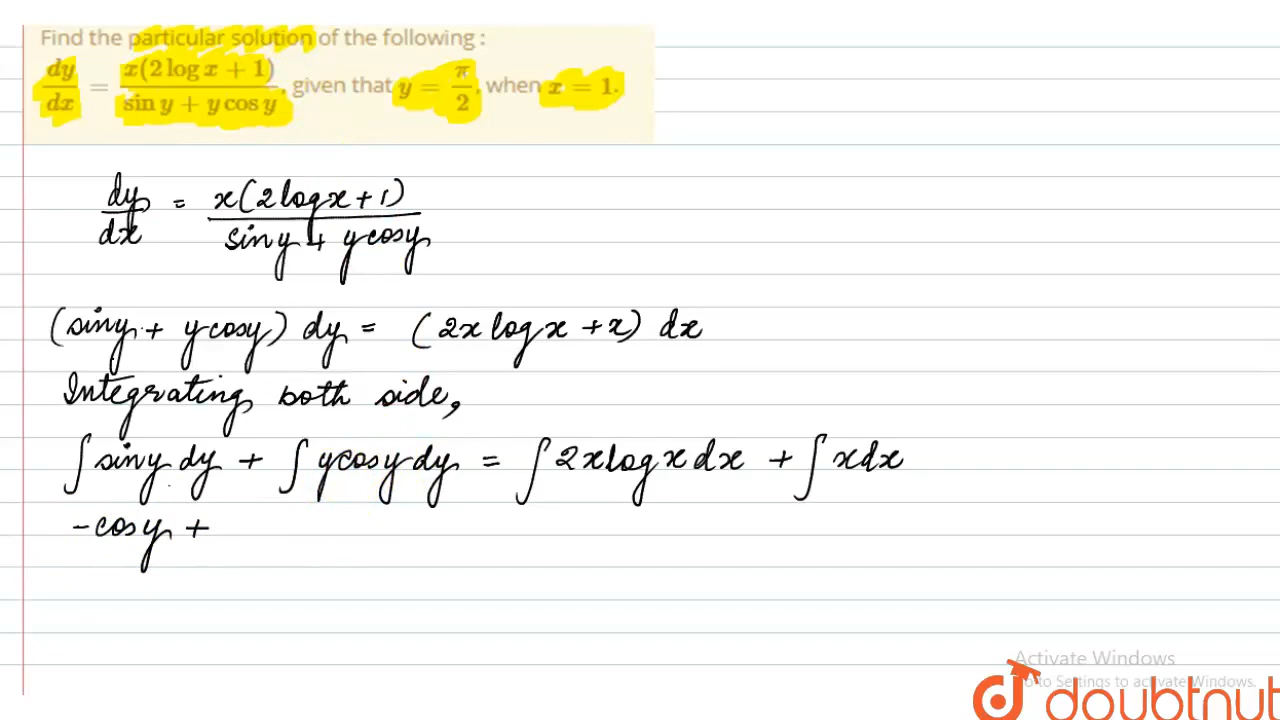 Find the particular solution of the following :
dy/dx = x(2 log x + 1)/(sin y + y cos y), given that y = π/2, when x = 1.
dy/dx = x(2logx+1)/(siny + ycosy)
(siny + ycosy) dy = (2x logx + x) dx
Integrating both side,
∫ siny dy + ∫ ycosy dy = ∫ 2xlogx dx + ∫ xdx
-cosy +
Activate Windows
to Settings to activate Windows.
doubtnut